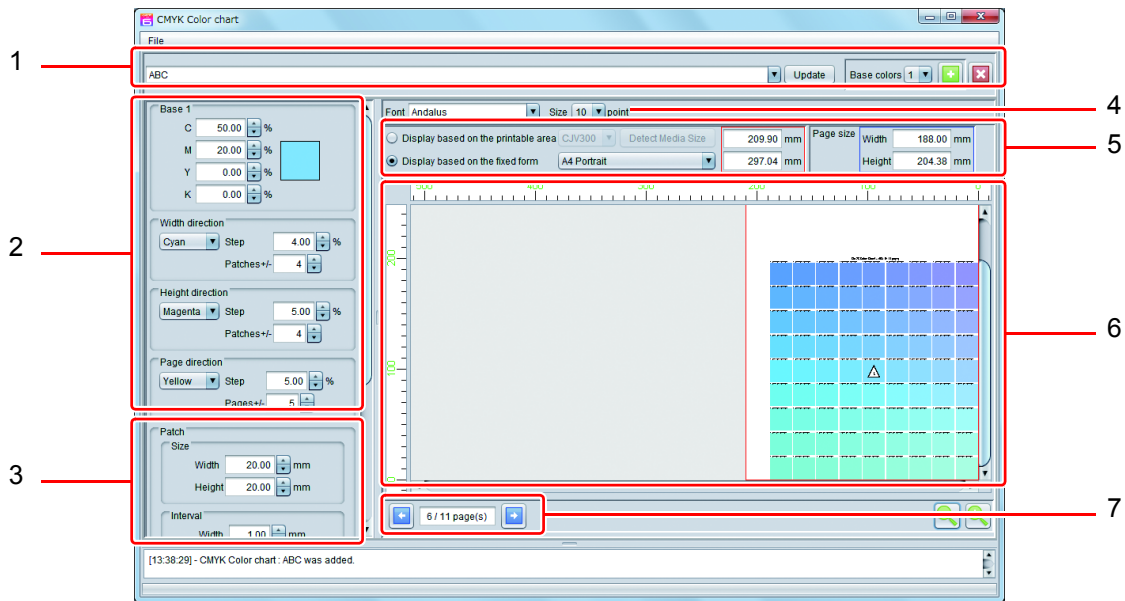 CMYK Color chart
File
1
ABC Update Base colors 1
4
Font Andalus Size 10 point
5
Display based on the printable area CJV300 Detect Media Size 209.90 mm Page size Width 188.00 mm
Display based on the fixed form A4 Portrait 297.04 mm Height 204.38 mm
2
Base 1
C 50.00 %
M 20.00 %
Y 0.00 %
K 0.00 %
Width direction
Cyan Step 4.00 %
Patches+/- 4
Height direction
Magenta Step 5.00 %
Patches+/- 4
Page direction
Yellow Step 5.00 %
Pages+/- 5
3
Patch
Size
Width 20.00 mm
Height 20.00 mm
Interval
Width 1.00 mm
6
500 400 300 200 100 0
200
100
0
7
6 / 11 page(s)
[13:38:29] - CMYK Color chart : ABC was added.